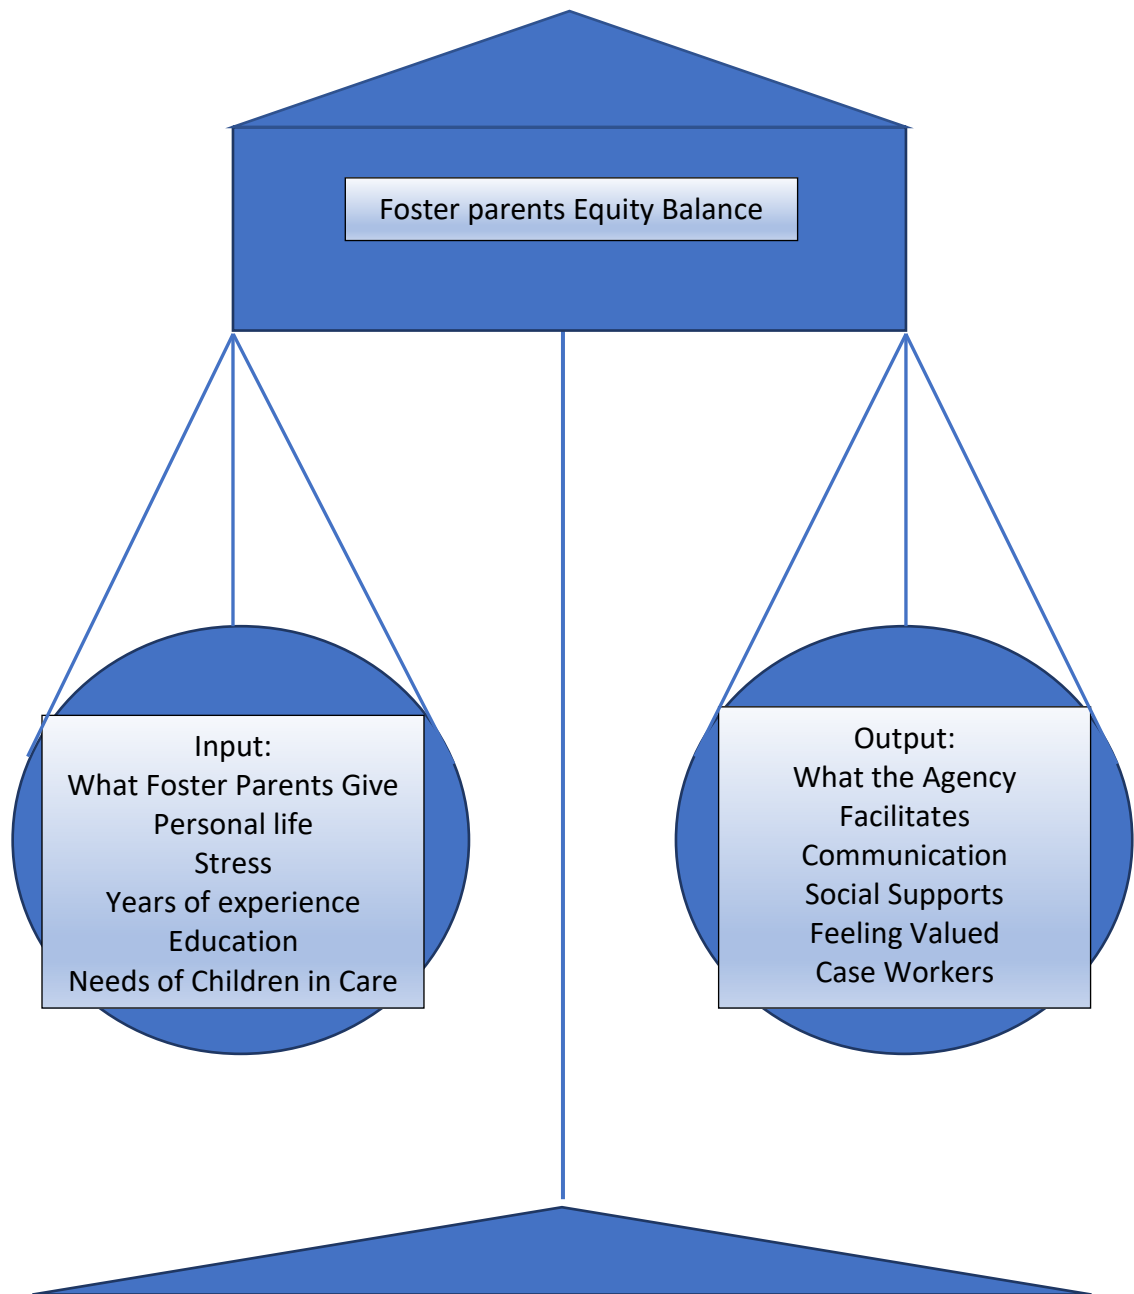 Foster parents Equity Balance
Input:
What Foster Parents Give
Personal life
Stress
Years of experience
Education
Needs of Children in Care
Output:
What the Agency
Facilitates
Communication
Social Supports
Feeling Valued
Case Workers